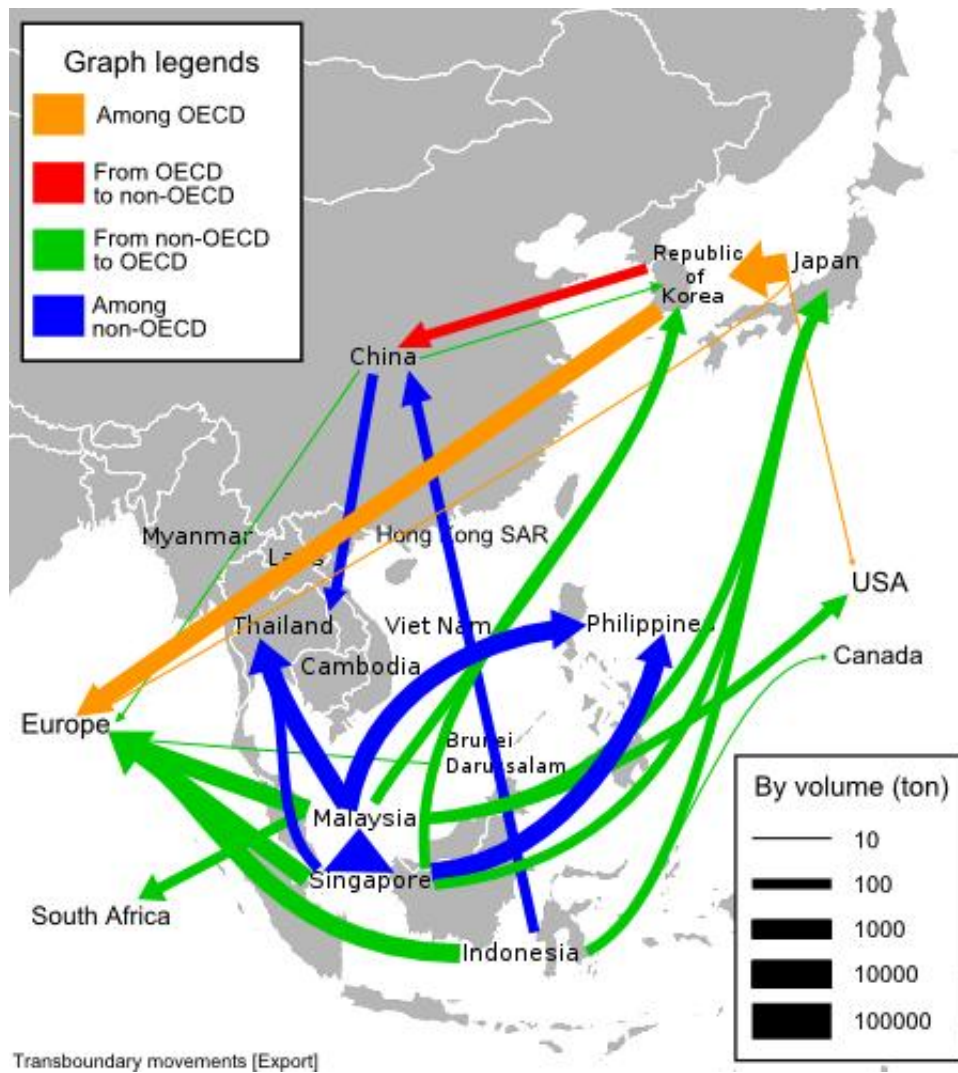 Graph legends
Among OECD
From OECD
to non-OECD
From non-OECD
to OECD
Among
non-OECD
Republic
of
Korea
Japan
China
Myanmar
Laos
Hong Kong SAR
USA
Thailand
Viet Nam
Philippines
Cambodia
Canada
Europe
Brunei
Darussalam
Malaysia
Singapore
South Africa
Indonesia
By volume (ton)
10
100
1000
10000
100000
Transboundary movements [Export]